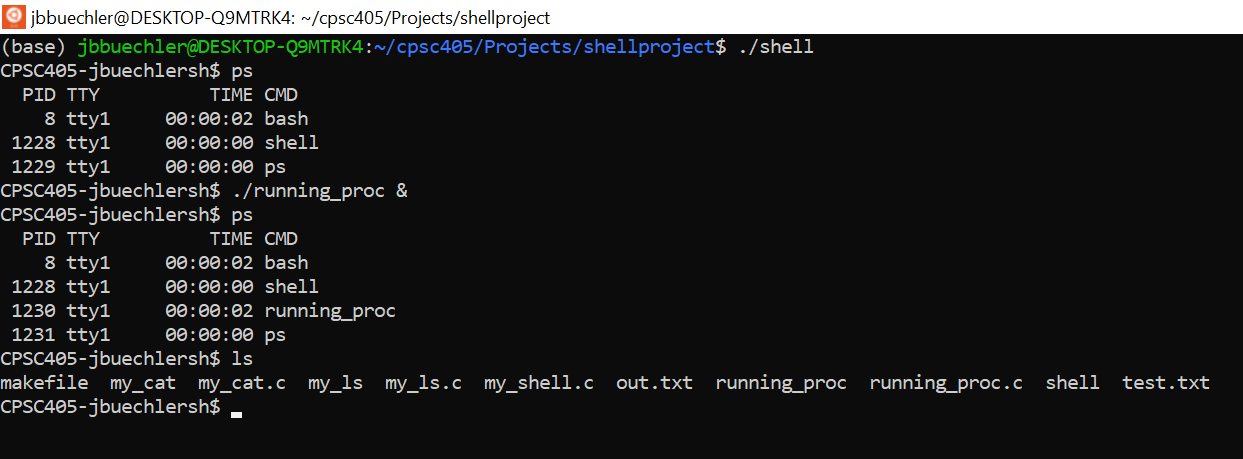 jbbuechler@DESKTOP-Q9MTRK4: ~/cpsc405/Projects/shellproject
(base) jbbuechler@DESKTOP-Q9MTRK4:~/cpsc405/Projects/shellproject$ ./shell
CPSC405-jbuechlersh$ ps
  PID TTY          TIME CMD
    8 tty1     00:00:02 bash
 1228 tty1     00:00:00 shell
 1229 tty1     00:00:00 ps
CPSC405-jbuechlersh$ ./running_proc &
CPSC405-jbuechlersh$ ps
  PID TTY          TIME CMD
    8 tty1     00:00:02 bash
 1228 tty1     00:00:00 shell
 1230 tty1     00:00:02 running_proc
 1231 tty1     00:00:00 ps
CPSC405-jbuechlersh$ ls
makefile  my_cat  my_cat.c  my_ls  my_ls.c  my_shell.c  out.txt  running_proc  running_proc.c  shell  test.txt
CPSC405-jbuechlersh$